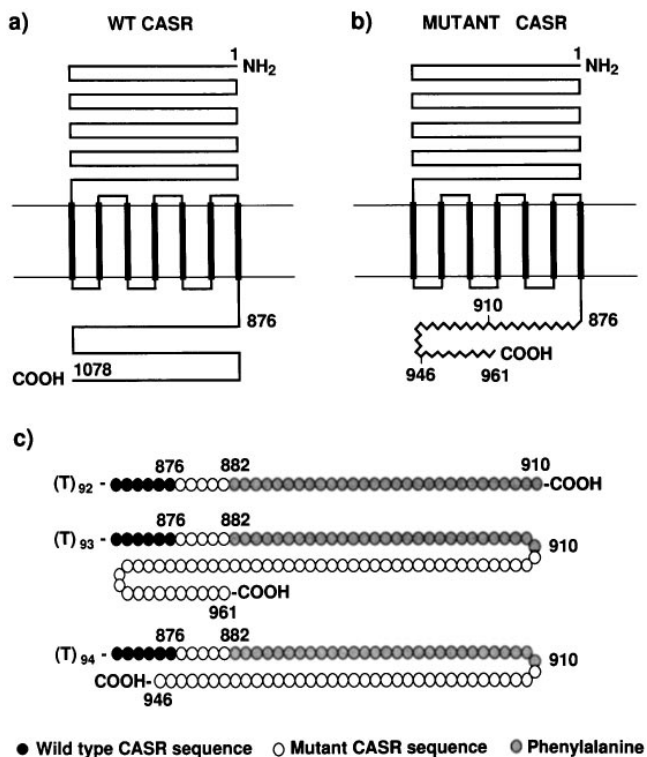 a) WT CASR
1
NH2
876
1078
COOH
b) MUTANT CASR
1
NH2
910
876
COOH
946 961
c)
876 882 910
(T)92 - -COOH
876 882
(T)93 - 910
-COOH
961
876 882
(T)94 - 910
COOH-
946
Wild type CASR sequence Mutant CASR sequence Phenylalanine